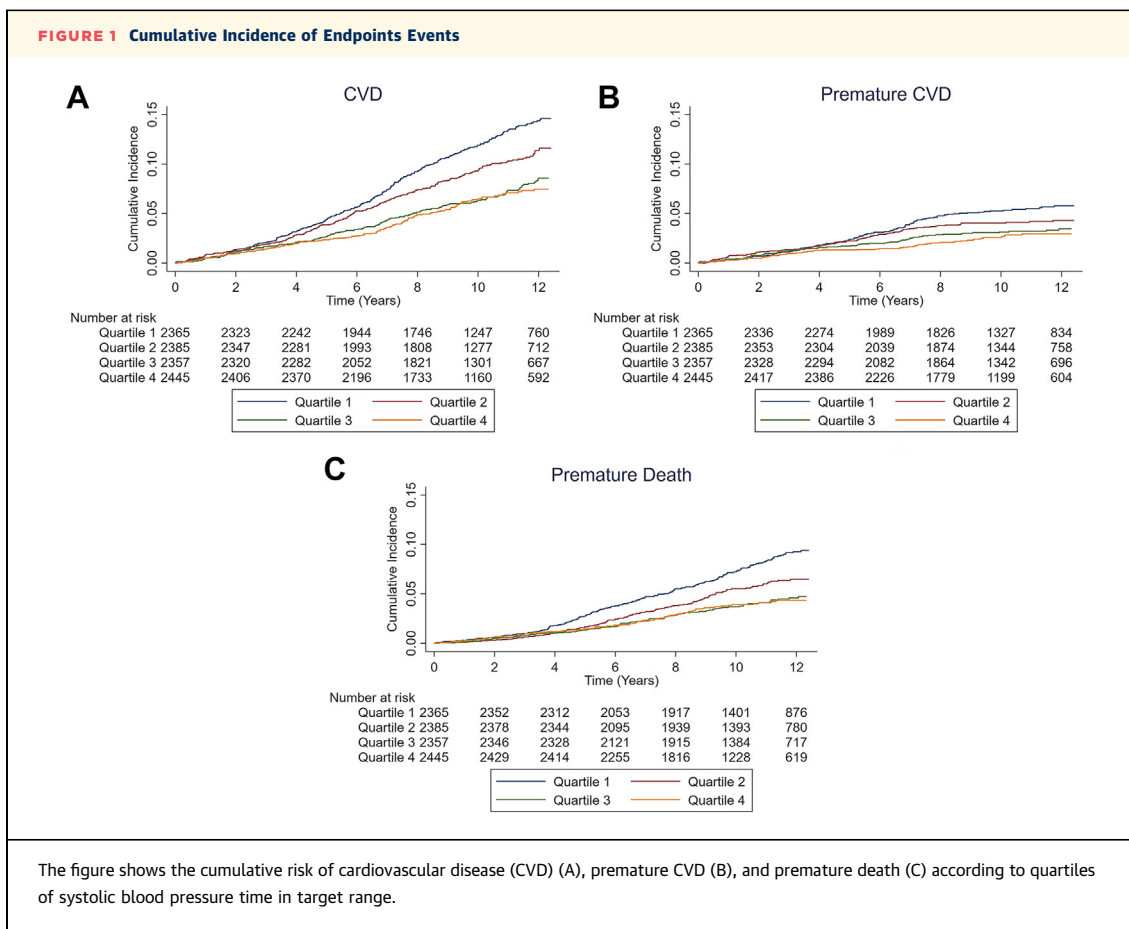 FIGURE 1 Cumulative Incidence of Endpoints Events
A
CVD
Cumulative Incidence
0.15
0.10
0.05
0.00
0 2 4 6 8 10 12
Time (Years)
Number at risk
Quartile 1 2365 2323 2242 1944 1746 1247 760
Quartile 2 2385 2347 2281 1993 1808 1277 712
Quartile 3 2357 2320 2282 2052 1821 1301 667
Quartile 4 2445 2406 2370 2196 1733 1160 592
Quartile 1 Quartile 2
Quartile 3 Quartile 4
B
Premature CVD
Cumulative Incidence
0.15
0.10
0.05
0.00
0 2 4 6 8 10 12
Time (Years)
Number at risk
Quartile 1 2365 2336 2274 1989 1826 1327 834
Quartile 2 2385 2353 2304 2039 1874 1344 758
Quartile 3 2357 2328 2294 2082 1864 1342 696
Quartile 4 2445 2417 2386 2226 1779 1199 604
Quartile 1 Quartile 2
Quartile 3 Quartile 4
C
Premature Death
Cumulative Incidence
0.15
0.10
0.05
0.00
0 2 4 6 8 10 12
Time (Years)
Number at risk
Quartile 1 2365 2352 2312 2053 1917 1401 876
Quartile 2 2385 2378 2344 2095 1939 1393 780
Quartile 3 2357 2346 2328 2121 1915 1384 717
Quartile 4 2445 2429 2414 2255 1816 1228 619
Quartile 1 Quartile 2
Quartile 3 Quartile 4
The figure shows the cumulative risk of cardiovascular disease (CVD) (A), premature CVD (B), and premature death (C) according to quartiles
of systolic blood pressure time in target range.